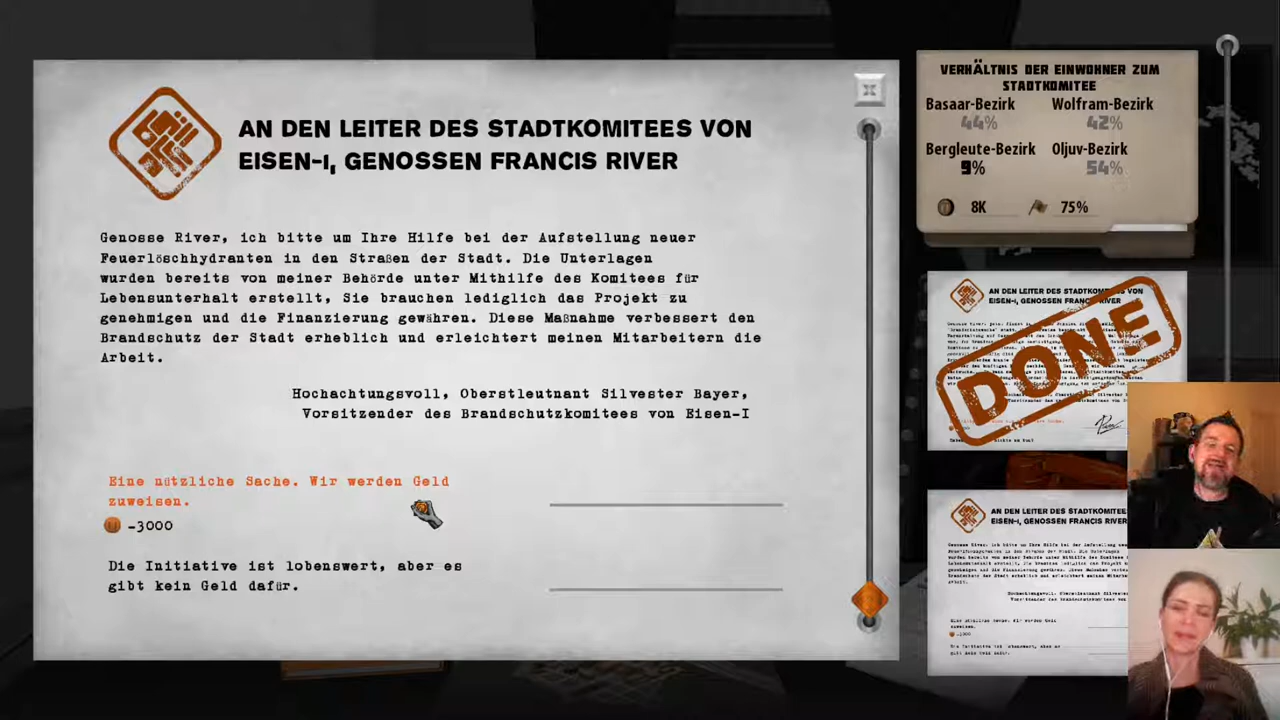 AN DEN LEITER DES STADTKOMITEES VON
EISEN-I, GENOSSEN FRANCIS RIVER
Genosse River, ich bitte um Ihre Hilfe bei der Aufstellung neuer
Feuerlöschhydranten in den Straßen der Stadt. Die Unterlagen
wurden bereits von meiner Behörde unter Mithilfe des Komitees für
Lebensunterhalt erstellt, Sie brauchen lediglich das Projekt zu
genehmigen und die Finanzierung gewähren. Diese Maßnahme verbessert den
Brandschutz der Stadt erheblich und erleichtert meinen Mitarbeitern die
Arbeit.
Hochachtungsvoll, Oberstleutnant Silvester Bayer,
Vorsitzender des Brandschutzkomitees von Eisen-I
Eine nützliche Sache. Wir werden Geld
zuweisen.
-3000
Die Initiative ist lobenswert, aber es
gibt kein Geld dafür.
VERHÄLTNIS DER EINWOHNER ZUM
STADTKOMITEE
Basaar-Bezirk Wolfram-Bezirk
44% 42%
Bergleute-Bezirk Oljuv-Bezirk
9% 54%
8K 75%
AN DEN LEITER DES STADTKOMITEES VON
EISEN-I, GENOSSEN FRANCIS RIVER
DONE
AN DEN LEITER DES STADTKOMITEES
EISEN-I, GENOSSEN FRANCIS RIVER